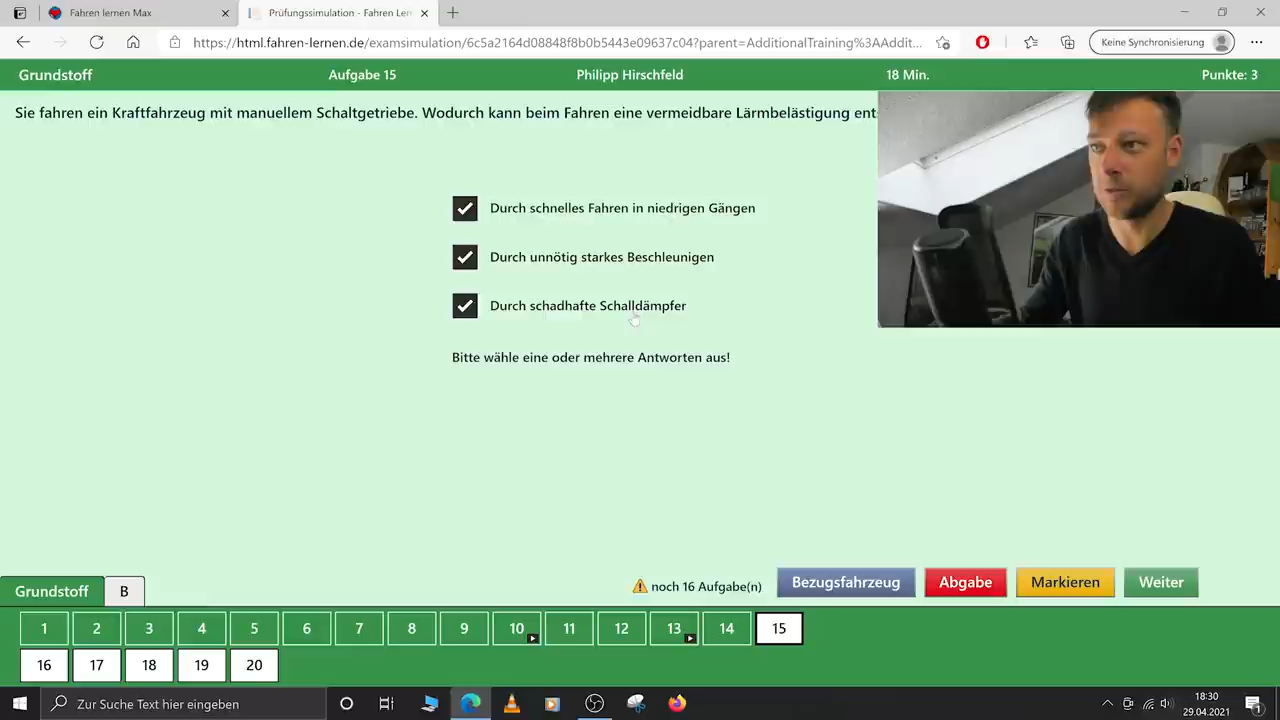 Fahren lernen Max
Prüfungssimulation - Fahren Ler
https://html.fahren-lernen.de/examsimulation/6c5a2164d08848f8b0b5443e09637c04?parent=AdditionalTraining%3AAddit...
Keine Synchronisierung
Grundstoff
Aufgabe 15
Philipp Hirschfeld
18 Min.
Punkte: 3
Sie fahren ein Kraftfahrzeug mit manuellem Schaltgetriebe. Wodurch kann beim Fahren eine vermeidbare Lärmbelästigung ent
Durch schnelles Fahren in niedrigen Gängen
Durch unnötig starkes Beschleunigen
Durch schadhafte Schalldämpfer
Bitte wähle eine oder mehrere Antworten aus!
Grundstoff
B
noch 16 Aufgabe(n)
Bezugsfahrzeug
Abgabe
Markieren
Weiter
1 2 3 4 5 6 7 8 9 10 11 12 13 14 15
16 17 18 19 20
Zur Suche Text hier eingeben
18:30
29.04.2021